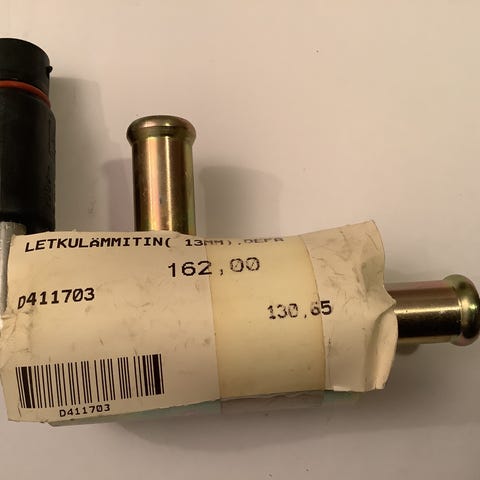 LETKULÄMMITIN( 13MM),DEFA
162,00
D411703
130,65
D411703